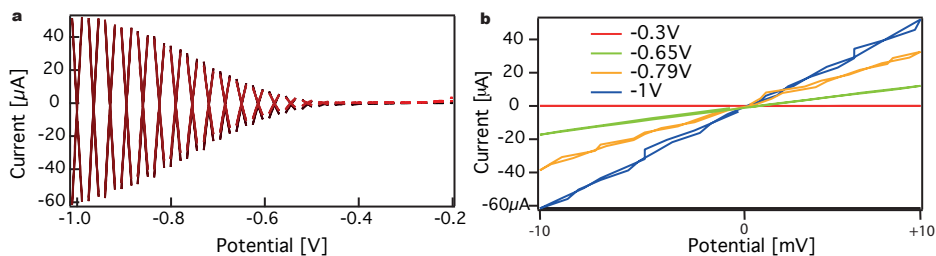 a
Current [µA]
40
20
0
-20
-40
-60
-1.0
-0.8
-0.6
-0.4
-0.2
Potential [V]
b
Current [µA]
40
20
0
-20
-40
-60µA
-0.3V
-0.65V
-0.79V
-1V
-10
0
+10
Potential [mV]